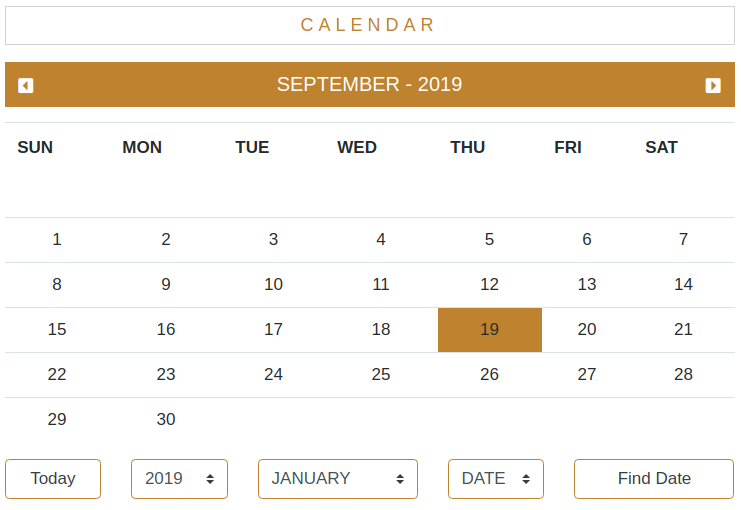 CALENDAR
SEPTEMBER - 2019
SUN MON TUE WED THU FRI SAT
1 2 3 4 5 6 7
8 9 10 11 12 13 14
15 16 17 18 19 20 21
22 23 24 25 26 27 28
29 30
Today 2019 JANUARY DATE Find Date